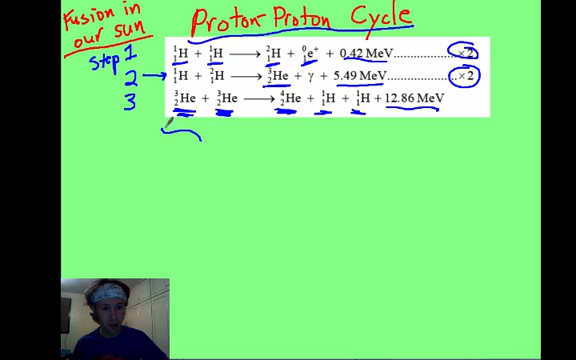 Fusion in our sun
Proton Proton Cycle
Step 1
¹₁H + ¹₁H ⟶ ²₁H + ⁰₁e⁺ + 0.42 MeV......................×2
2 →
¹₁H + ²₁H ⟶ ³₂He + γ + 5.49 MeV......................×2
3
³₂He + ³₂He ⟶ ⁴₂He + ¹₁H + ¹₁H + 12.86 MeV